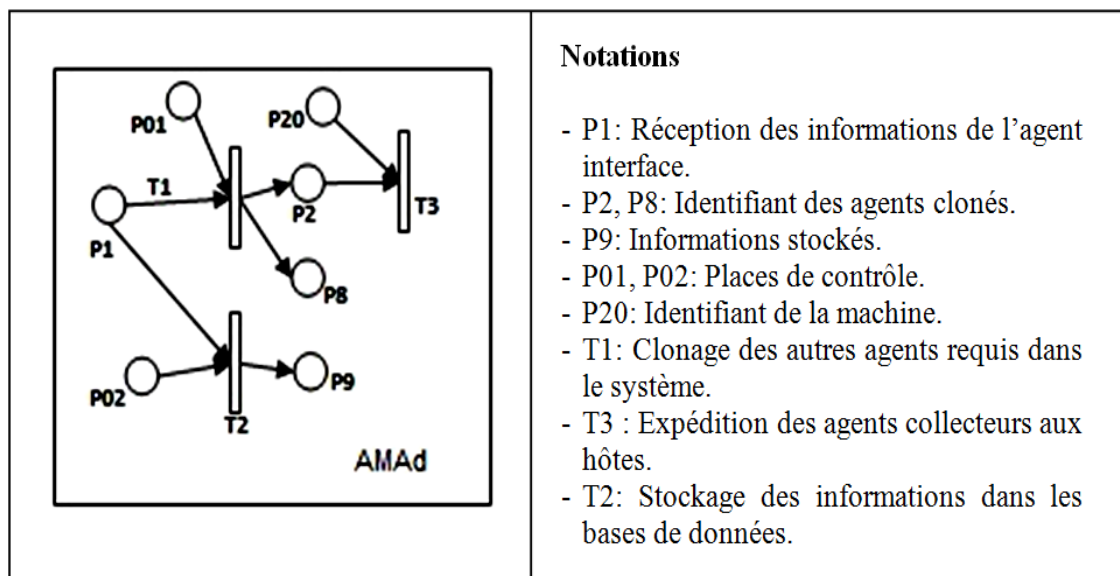 P01
P20
T1
P2
T3
P1
P8
P02
T2
P9
AMAd
Notations
- P1: Réception des informations de l’agent
interface.
- P2, P8: Identifiant des agents clonés.
- P9: Informations stockés.
- P01, P02: Places de contrôle.
- P20: Identifiant de la machine.
- T1: Clonage des autres agents requis dans
le système.
- T3 : Expédition des agents collecteurs aux
hôtes.
- T2: Stockage des informations dans les
bases de données.